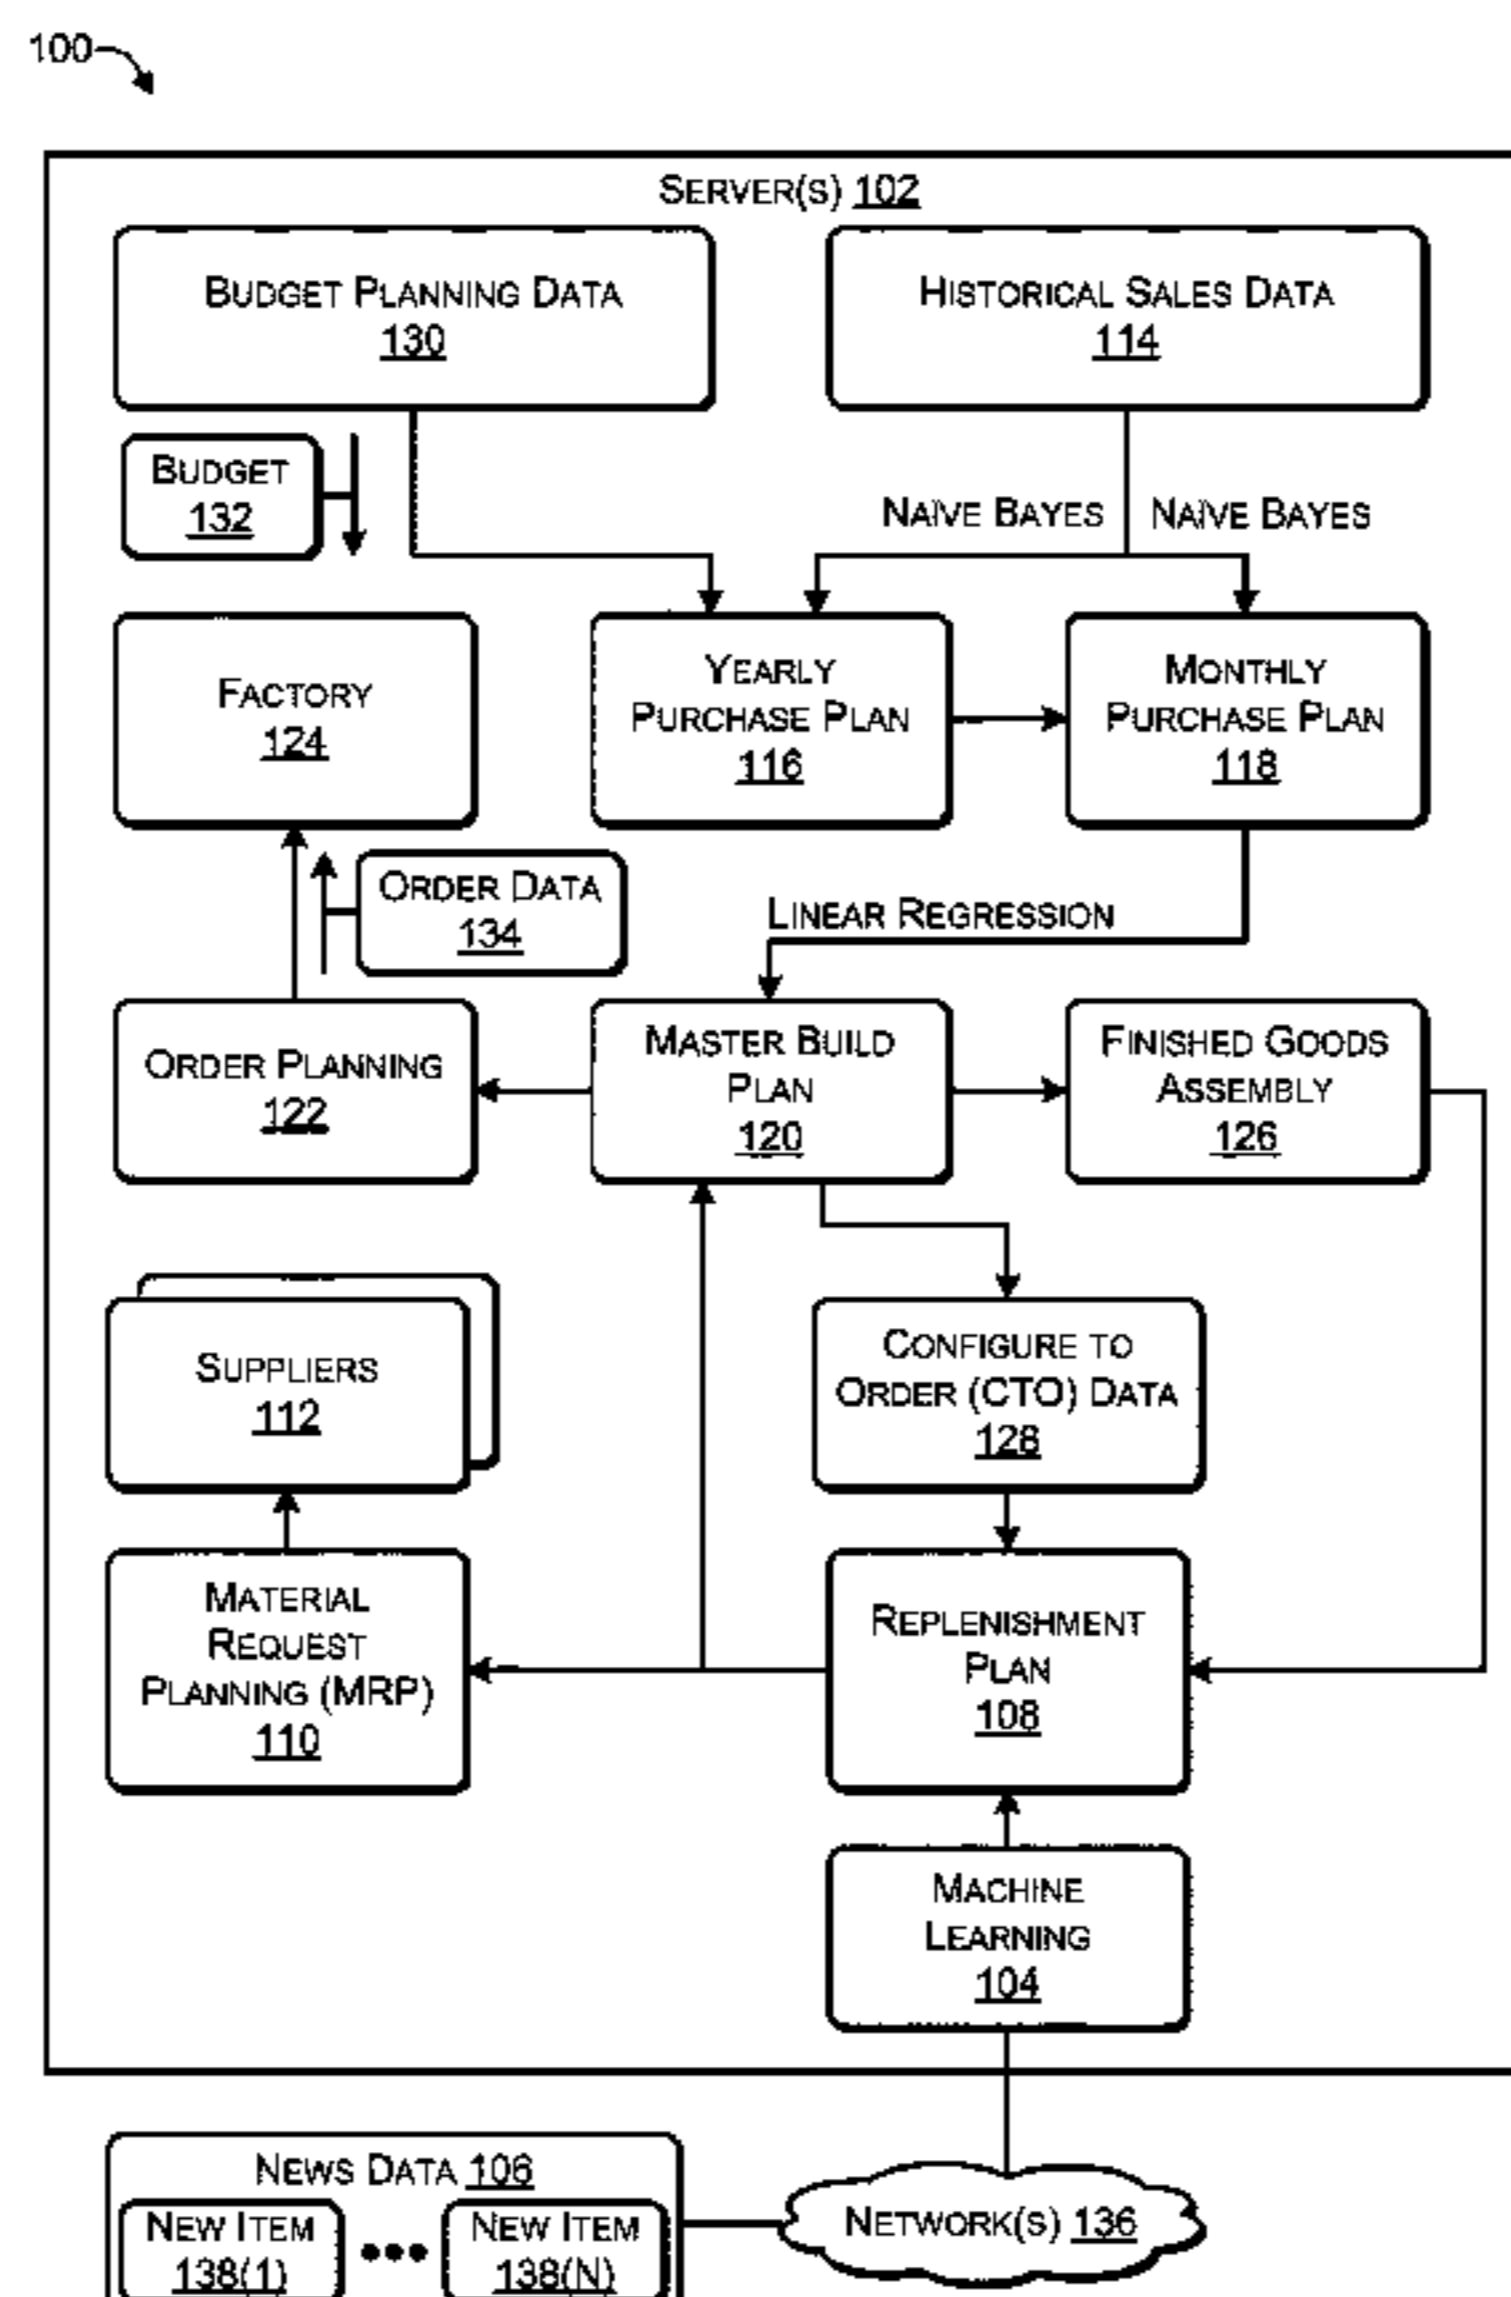 100
SERVER(S) 102
BUDGET PLANNING DATA
130
HISTORICAL SALES DATA
114
BUDGET
132
NAÏVE BAYES
NAÏVE BAYES
FACTORY
124
YEARLY
PURCHASE PLAN
116
MONTHLY
PURCHASE PLAN
118
ORDER DATA
134
LINEAR REGRESSION
ORDER PLANNING
122
MASTER BUILD
PLAN
120
FINISHED GOODS
ASSEMBLY
126
SUPPLIERS
112
CONFIGURE TO
ORDER (CTO) DATA
128
MATERIAL
REQUEST
PLANNING (MRP)
110
REPLENISHMENT
PLAN
108
MACHINE
LEARNING
104
NEWS DATA 106
NEW ITEM
138(1)
NEW ITEM
138(N)
NETWORK(S) 136